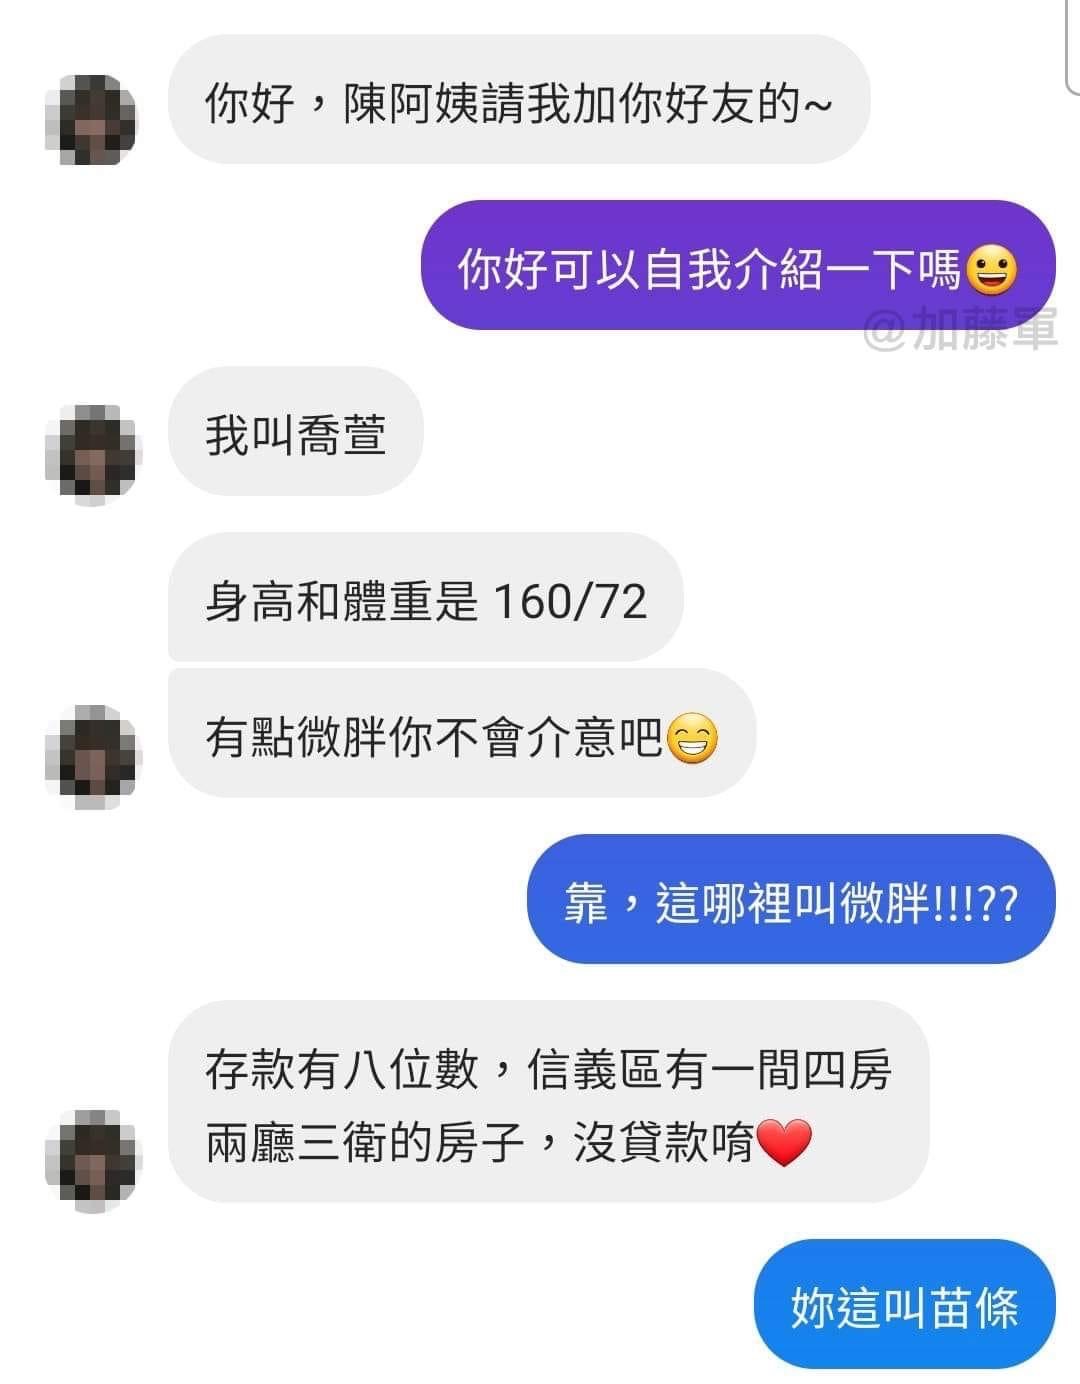 你好，陳阿姨請我加你好友的~
你好可以自我介紹一下嗎😀
@加藤軍
我叫喬萱
身高和體重是 160/72
有點微胖你不會介意吧😁
靠，這哪裡叫微胖!!!??
存款有八位數，信義區有一間四房
兩廳三衛的房子，沒貸款唷❤️
妳這叫苗條